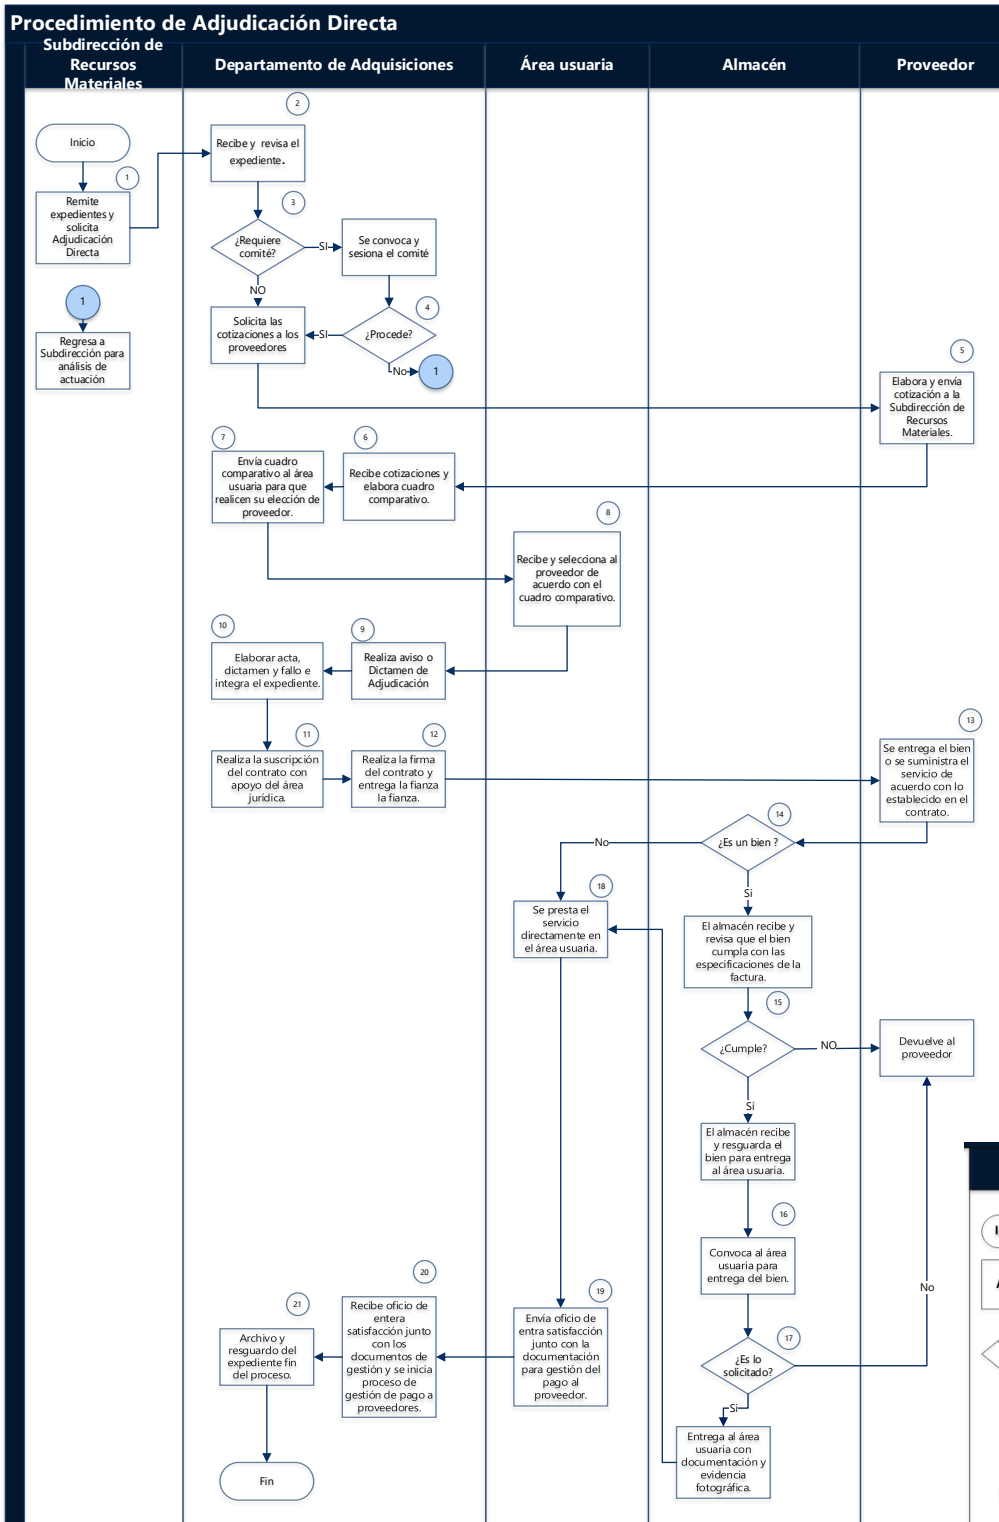 Procedimiento de Adjudicación Directa
Subdirección de
Recursos
Materiales
Departamento de Adquisiciones
Área usuaria
Almacén
Proveedor
Inicio
1
Remite
expedientes y
solicita
Adjudicación
Directa
2
Recibe y revisa el
expediente.
3
¿Requiere
comité?
SI
Se convoca y
sesiona el comité
NO
4
¿Procede?
SI
Solicita las
cotizaciones a los
proveedores
No
1
1
Regresa a
Subdirección para
análisis de
actuación
5
Elabora y envía
cotización a la
Subdirección de
Recursos
Materiales.
6
Recibe cotizaciones y
elabora cuadro
comparativo.
7
Envía cuadro
comparativo al área
usuaria para que
realicen su elección de
proveedor.
8
Recibe y selecciona al
proveedor de
acuerdo con el
cuadro comparativo.
9
Realiza aviso o
Dictamen de
Adjudicación
10
Elaborar acta,
dictamen y fallo e
integra el expediente.
11
Realiza la suscripción
del contrato con
apoyo del área
jurídica.
12
Realiza la firma
del contrato y
entrega la fianza
la fianza.
13
Se entrega el bien
o se suministra el
servicio de
acuerdo con lo
establecido en el
contrato.
14
¿Es un bien ?
No
Si
18
Se presta el
servicio
directamente en
el área usuaria.
El almacén recibe y
revisa que el bien
cumpla con las
especificaciones de la
factura.
15
¿Cumple?
NO
Devuelve al
proveedor
Sí
El almacén recibe
y resguarda el
bien para entrega
al área usuaria.
16
Convoca al área
usuaria para
entrega del bien.
17
¿Es lo
solicitado?
No
Si
Entrega al área
usuaria con
documentación y
evidencia
fotográfica.
19
Envía oficio de
entra satisfacción
junto con la
documentación
para gestión del
pago al
proveedor.
20
Recibe oficio de
entera
satisfacción junto
con los
documentos de
gestión y se inicia
proceso de
gestión de pago a
proveedores.
21
Archivo y
resguardo del
expediente fin
del proceso.
Fin